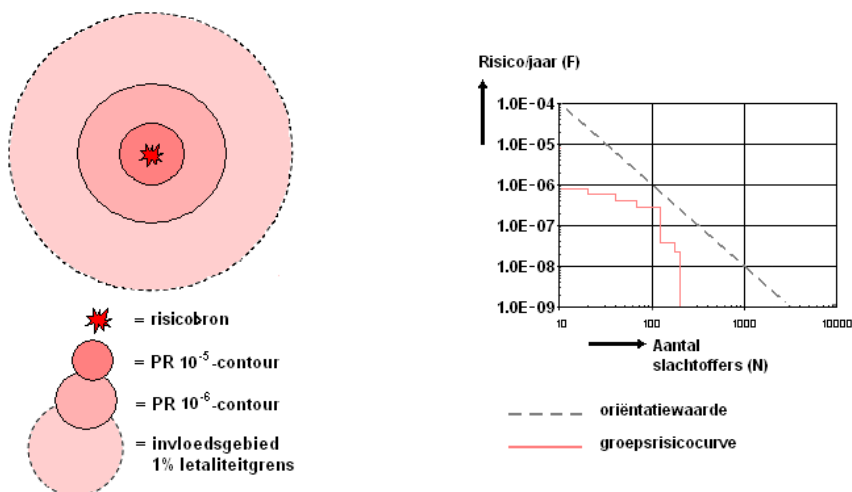 Risico/jaar (F)
1.0E-04
1.0E-05
1.0E-06
1.0E-07
1.0E-08
1.0E-09
10 100 1000 10000
Aantal
slachtoffers (N)
= risicobron
= PR 10⁻⁵-contour
= PR 10⁻⁶-contour
= invloedsgebied
1% letaliteitgrens
oriëntatiewaarde
groepsrisicocurve